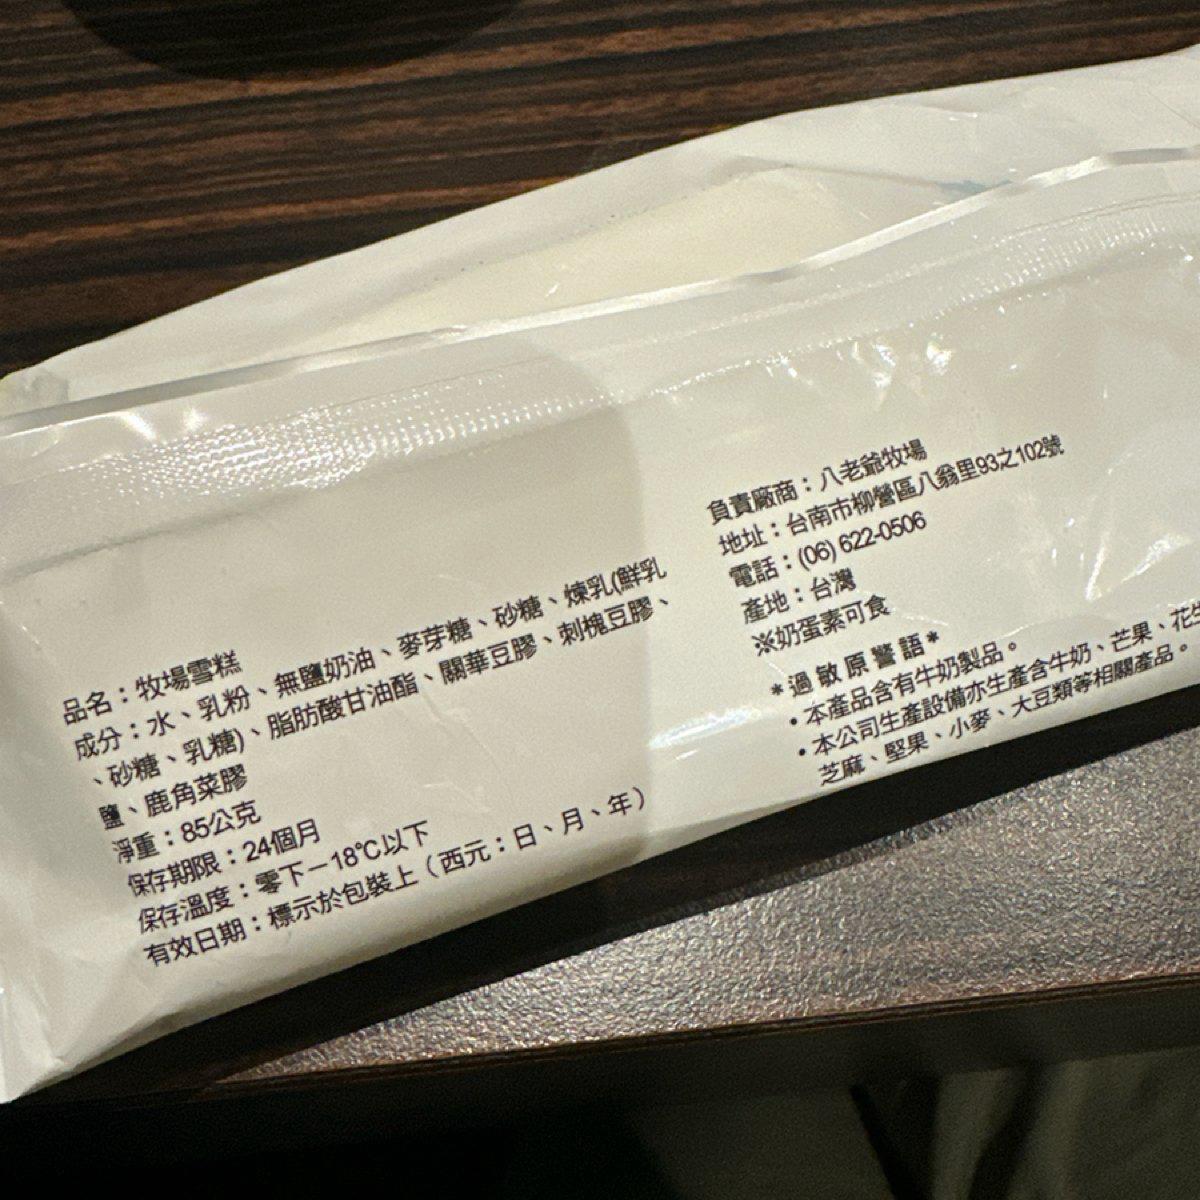 品名：牧場雪糕
成分：水、乳粉、無鹽奶油、麥芽糖、砂糖、煉乳(鮮乳
、砂糖、乳糖)、脂肪酸甘油酯、關華豆膠、刺槐豆膠、
鹽、鹿角菜膠
淨重：85公克
保存期限：24個月
保存溫度：零下－18℃以下
有效日期：標示於包裝上（西元：日、月、年）
負責廠商：八老爺牧場
地址：台南市柳營區八翁里93之102號
電話：(06) 622-0506
產地：台灣
※奶蛋素可食
*過敏原警語*
•本產品含有牛奶製品。
•本公司生產設備亦生產含牛奶、芒果、花生
芝麻、堅果、小麥、大豆類等相關產品。